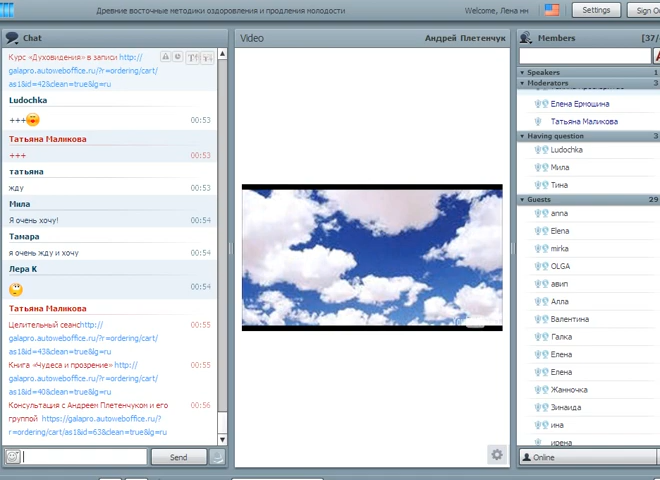 Древние восточные методики оздоровления и продления молодости
Welcome, Лена нн
Settings
Sign Ou
Chat
Курс «Духовидения» в записи http://
galapro.autoweboffice.ru/?r=ordering/cart/
as1&id=42&clean=true&lg=ru
Ludochka
+++
00:53
Татьяна Маликова
+++
00:53
татьяна
жду
00:53
Мила
Я очень хочу!
00:54
Тамара
я очень жду и хочу
00:54
Лера К
00:54
Татьяна Маликова
Целительный сеансhttp://
00:55
galapro.autoweboffice.ru/?r=ordering/cart/
as1&id=43&clean=true&lg=ru
Книга «Чудеса и прозрение» http://
00:55
galapro.autoweboffice.ru/?r=ordering/cart/
as1&id=40&clean=true&lg=ru
Консультация с Андреем Плетенчуком и его
00:56
группой https://galapro.autoweboffice.ru/?
r=ordering/cart/as1&id=63&clean=true&lg=ru
Send
Video
Андрей Плетенчук
Members
[37/
Speakers
1
Moderators
3
Елена Ермошина
Татьяна Маликова
Having question
3
Ludochka
Мила
Тина
Guests
29
anna
Elena
mirka
OLGA
авип
Алла
Валентина
Галка
Елена
Елена
Жанночка
Зинаида
ина
ирена
Online